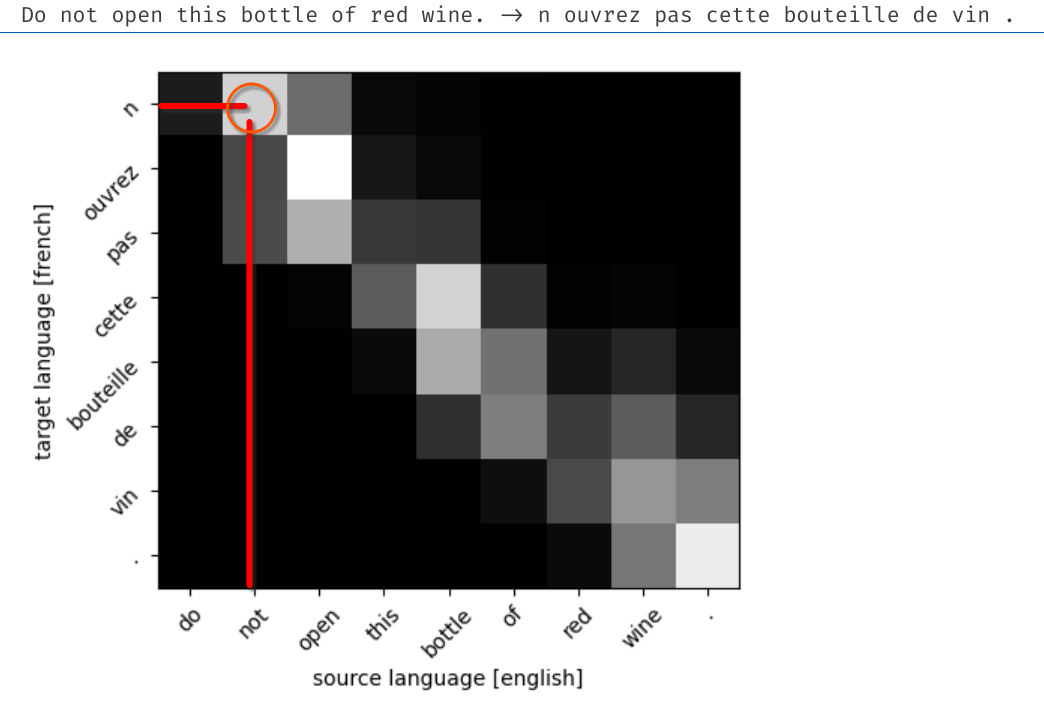 Do not open this bottle of red wine. → n ouvrez pas cette bouteille de vin .
target language [french]
n
ouvrez
pas
cette
bouteille
de
vin
.
do not open this bottle of red wine .
source language [english]